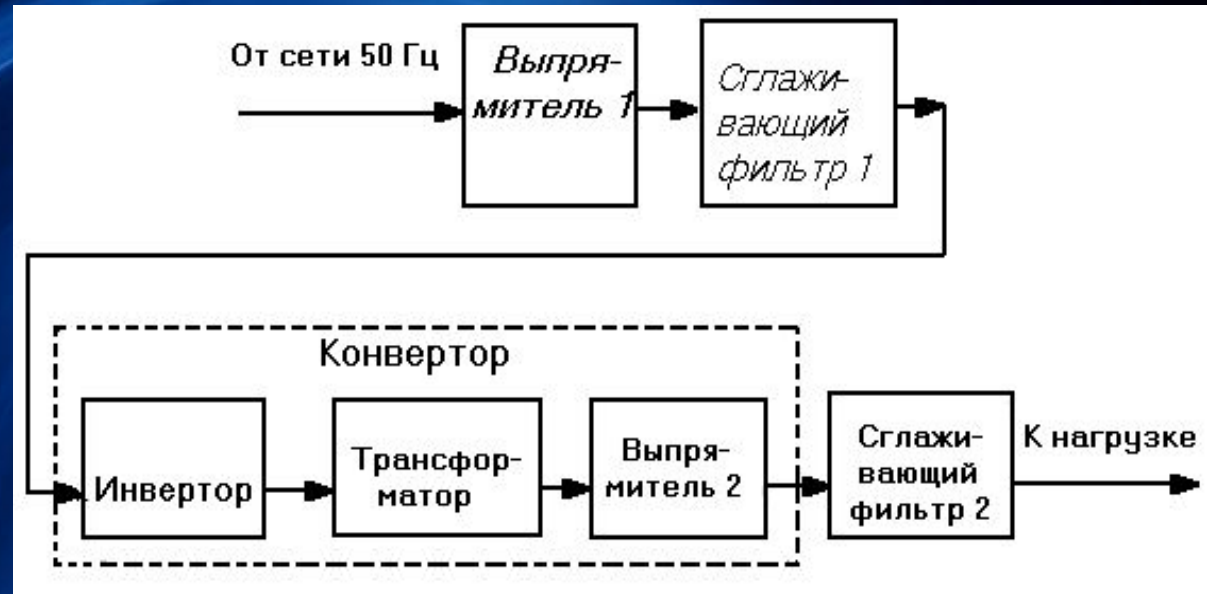 От сети 50 Гц
Выпря-
митель 1
Сглажи-
вающий
фильтр 1
Конвертор
Инвертор
Трансфор-
матор
Выпря-
митель 2
Сглажи-
вающий
фильтр 2
К нагрузке